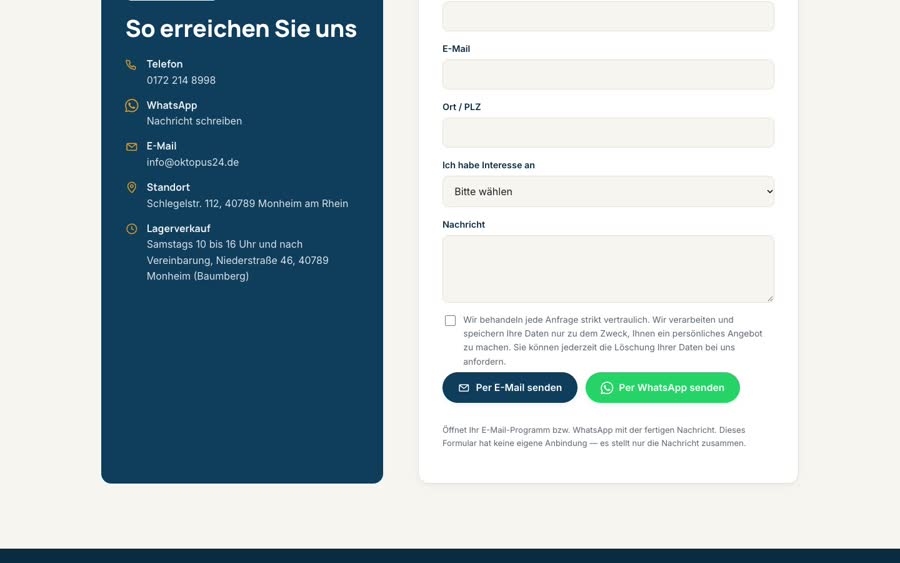 So erreichen Sie uns
Telefon
0172 214 8998
WhatsApp
Nachricht schreiben
E-Mail
info@oktopus24.de
Standort
Schlegelstr. 112, 40789 Monheim am Rhein
Lagerverkauf
Samstags 10 bis 16 Uhr und nach
Vereinbarung, Niederstraße 46, 40789
Monheim (Baumberg)
E-Mail
Ort / PLZ
Ich habe Interesse an
Bitte wählen
Nachricht
Wir behandeln jede Anfrage strikt vertraulich. Wir verarbeiten und
speichern Ihre Daten nur zu dem Zweck, Ihnen ein persönliches Angebot
zu machen. Sie können jederzeit die Löschung Ihrer Daten bei uns
anfordern.
Per E-Mail senden
Per WhatsApp senden
Öffnet Ihr E-Mail-Programm bzw. WhatsApp mit der fertigen Nachricht. Dieses
Formular hat keine eigene Anbindung — es stellt nur die Nachricht zusammen.